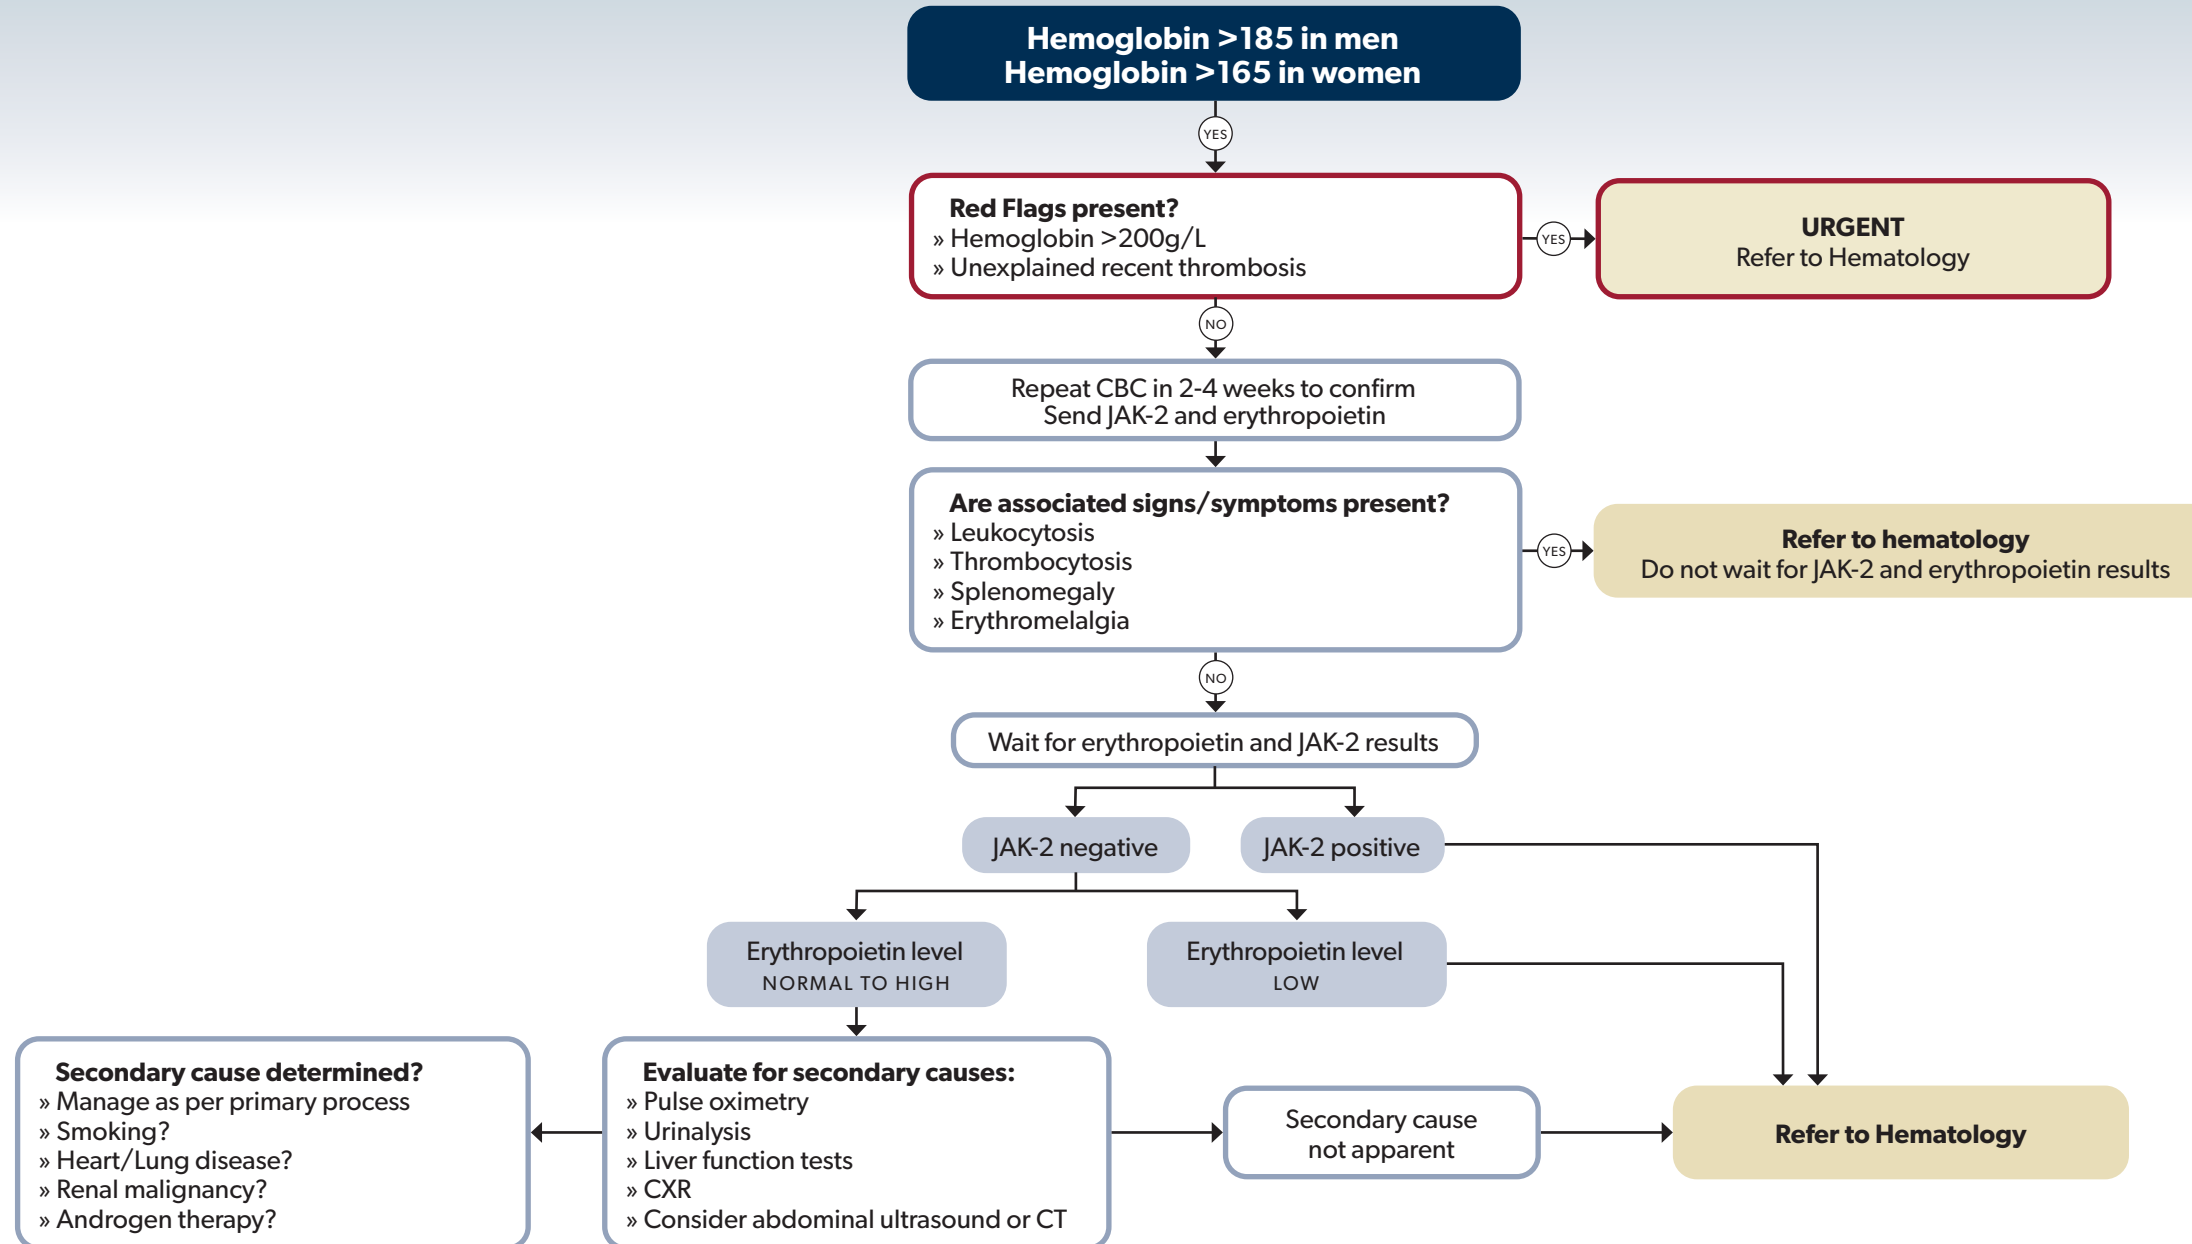 Hemoglobin >185 in men
Hemoglobin >165 in women
YES
Red Flags present?
» Hemoglobin >200g/L
» Unexplained recent thrombosis
YES
URGENT
Refer to Hematology
NO
Repeat CBC in 2-4 weeks to confirm
Send JAK-2 and erythropoietin
Are associated signs/symptoms present?
» Leukocytosis
» Thrombocytosis
» Splenomegaly
» Erythromelalgia
YES
Refer to hematology
Do not wait for JAK-2 and erythropoietin results
NO
Wait for erythropoietin and JAK-2 results
JAK-2 negative
JAK-2 positive
Erythropoietin level
NORMAL TO HIGH
Erythropoietin level
LOW
Secondary cause determined?
» Manage as per primary process
» Smoking?
» Heart/Lung disease?
» Renal malignancy?
» Androgen therapy?
Evaluate for secondary causes:
» Pulse oximetry
» Urinalysis
» Liver function tests
» CXR
» Consider abdominal ultrasound or CT
Secondary cause
not apparent
Refer to Hematology